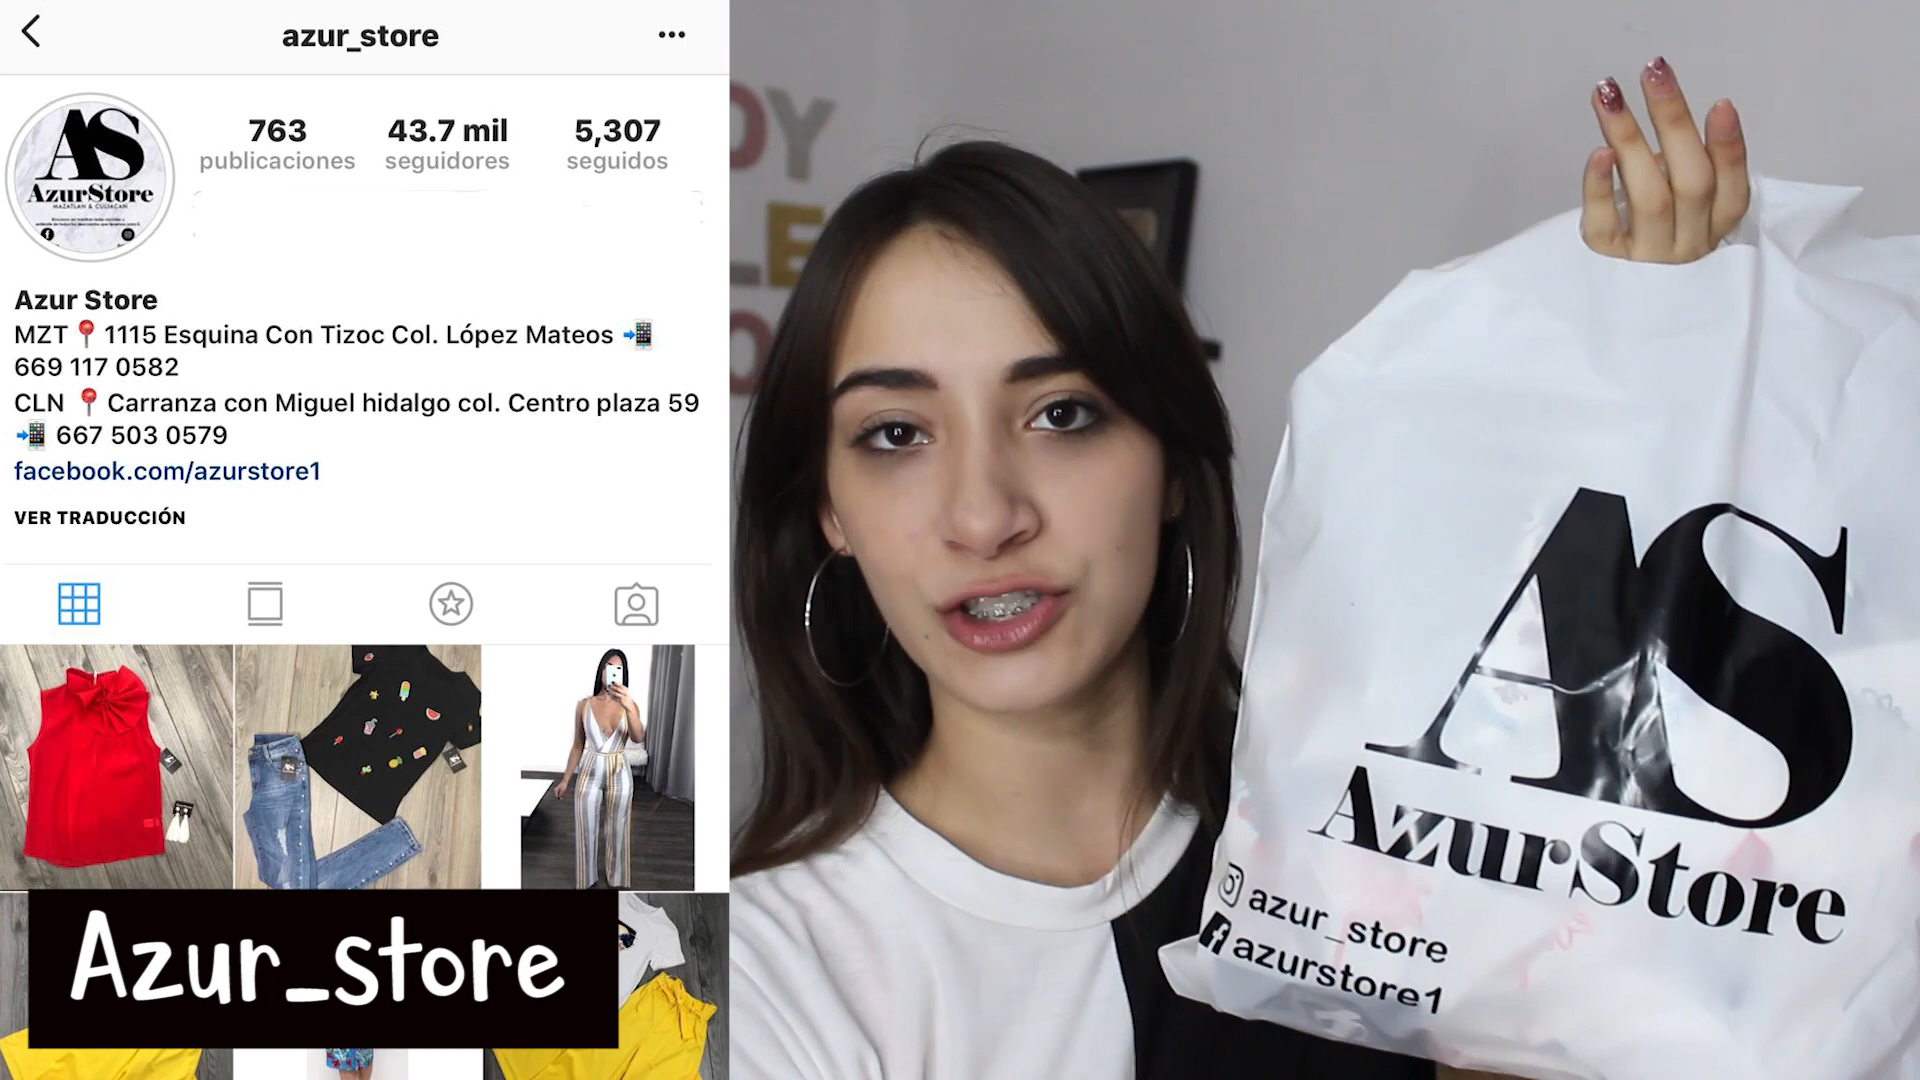 azur_store
763
publicaciones
43.7 mil
seguidores
5,307
seguidos
AS
AzurStore
MAZATLAN & CULIACAN
Azur Store
MZT📍1115 Esquina Con Tizoc Col. López Mateos 📲
669 117 0582
CLN 📍Carranza con Miguel hidalgo col. Centro plaza 59
📲 667 503 0579
facebook.com/azurstore1
VER TRADUCCIÓN
Azur_store
AS
AzurStore
azur_store
azurstore1